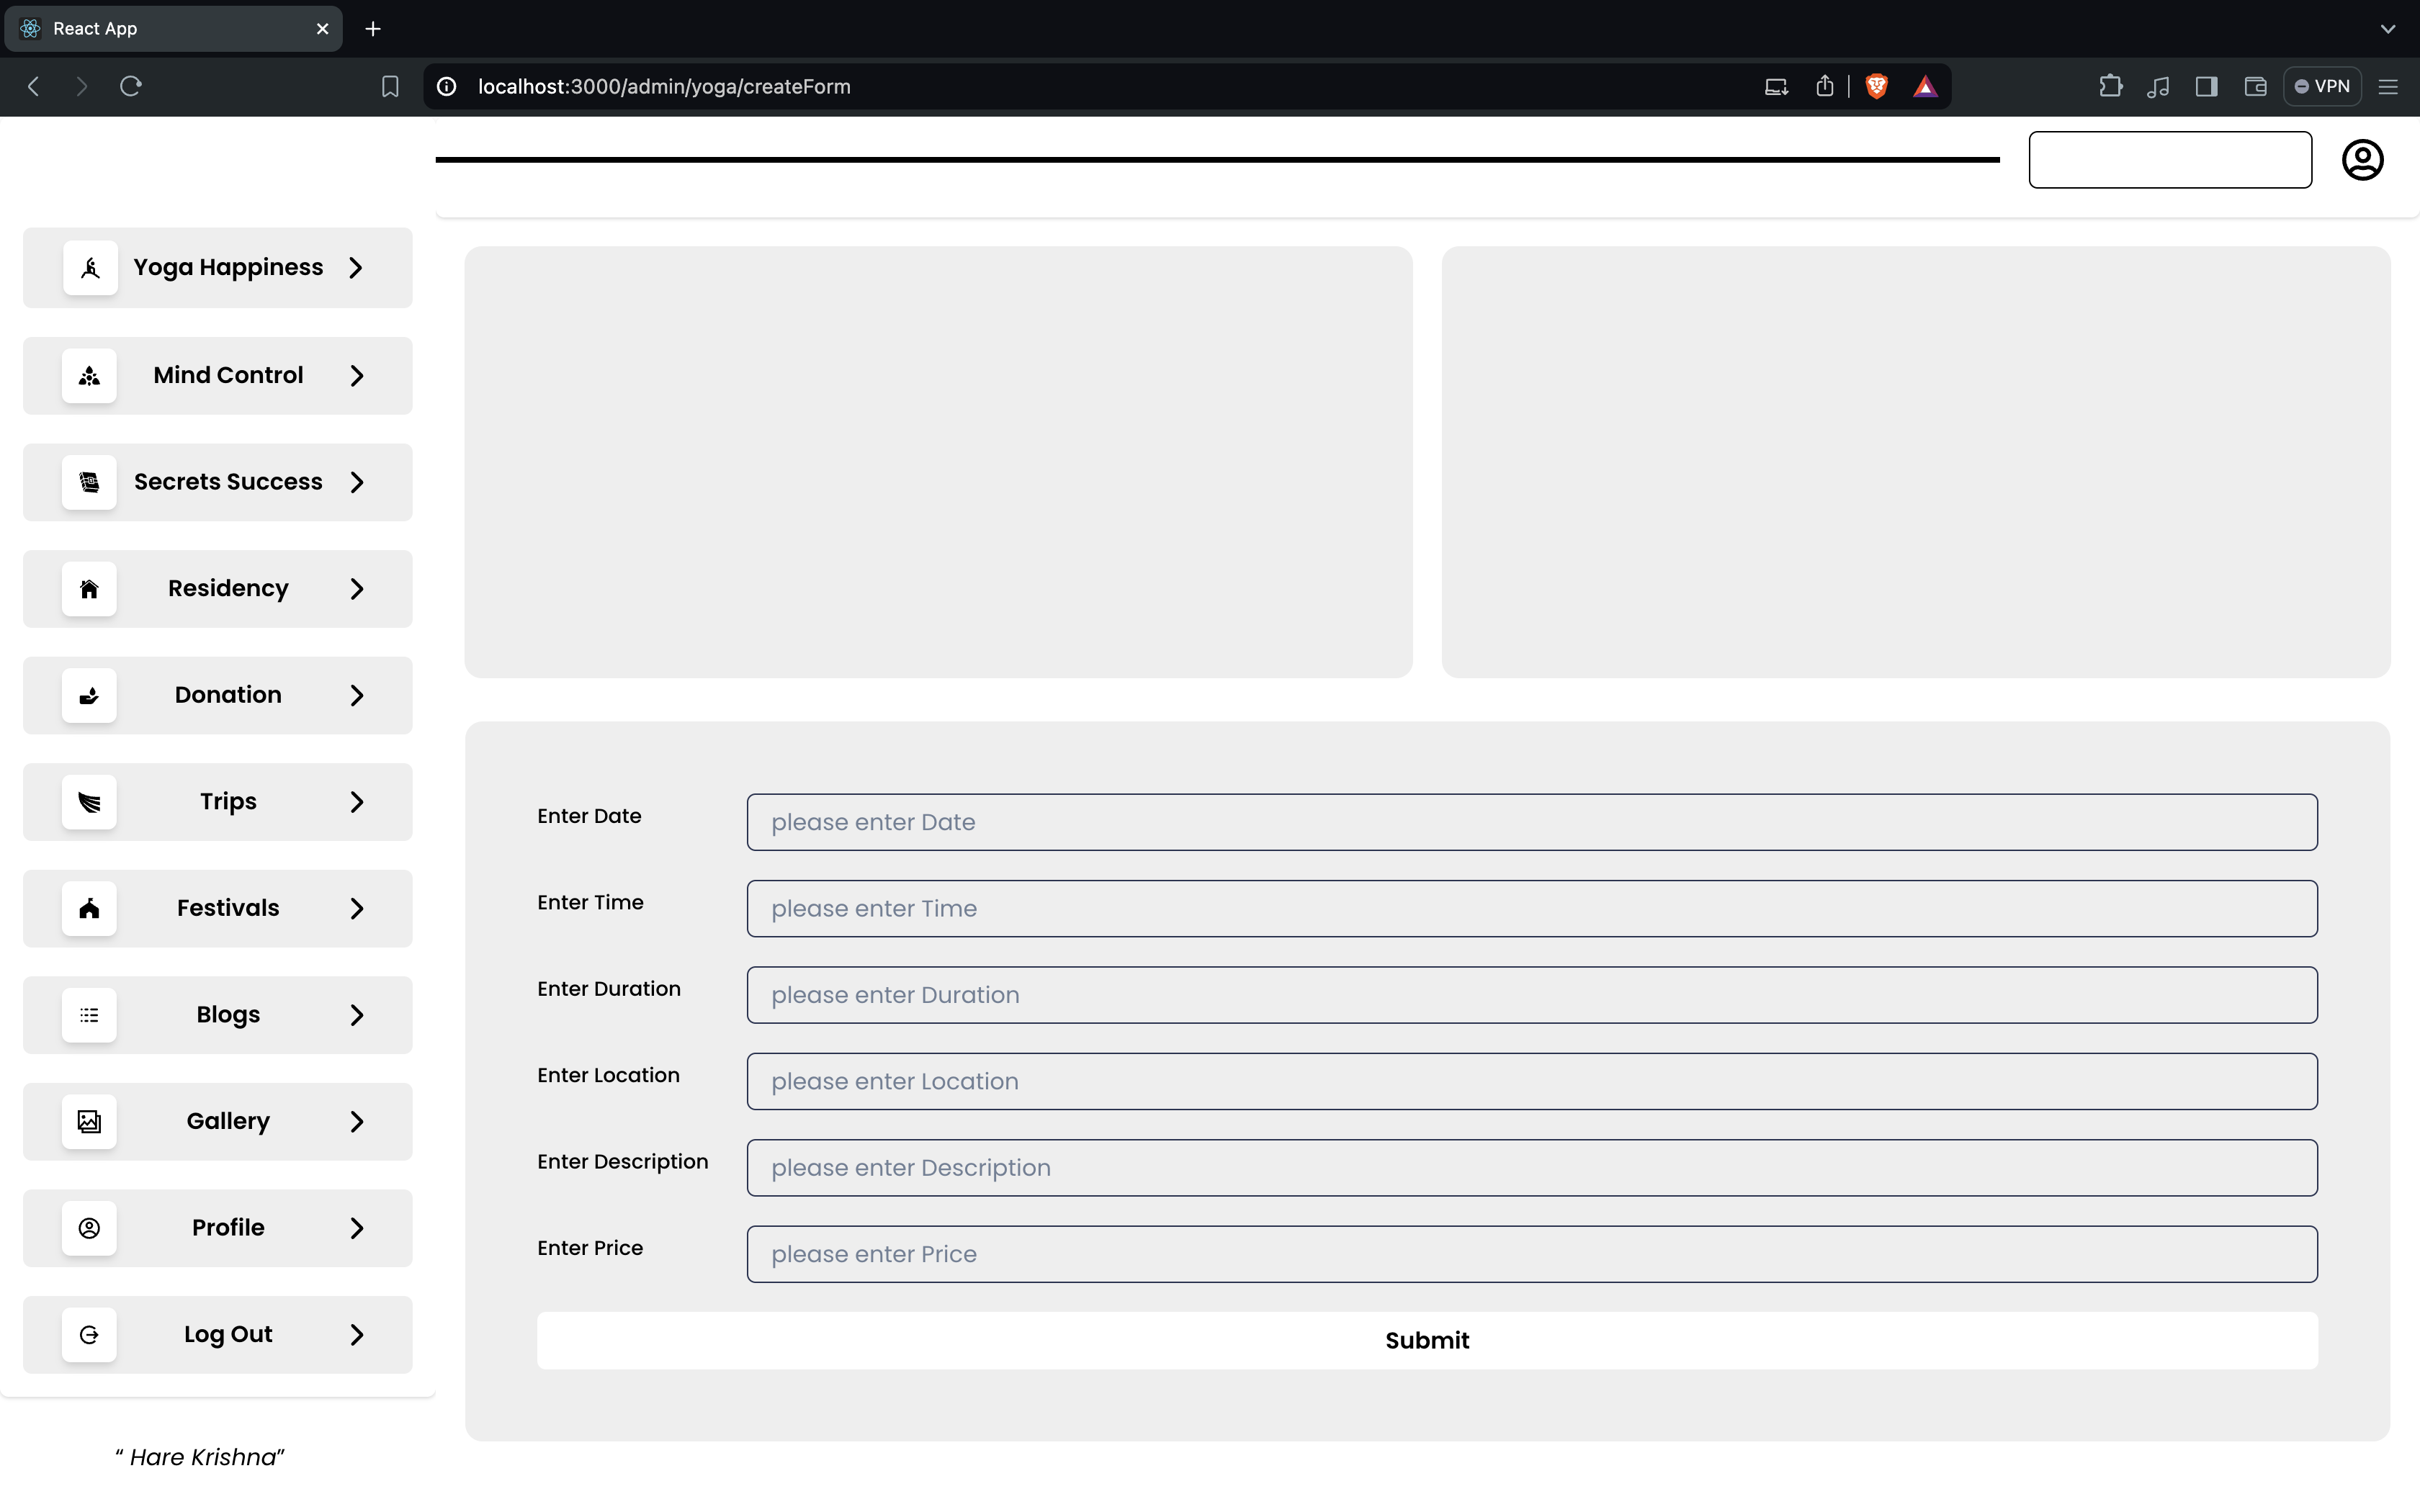 React App
localhost:3000/admin/yoga/createForm
VPN
Yoga Happiness
Mind Control
Secrets Success
Residency
Donation
Trips
Festivals
Blogs
Gallery
Profile
Log Out
“ Hare Krishna”
Enter Date
please enter Date
Enter Time
please enter Time
Enter Duration
please enter Duration
Enter Location
please enter Location
Enter Description
please enter Description
Enter Price
please enter Price
Submit